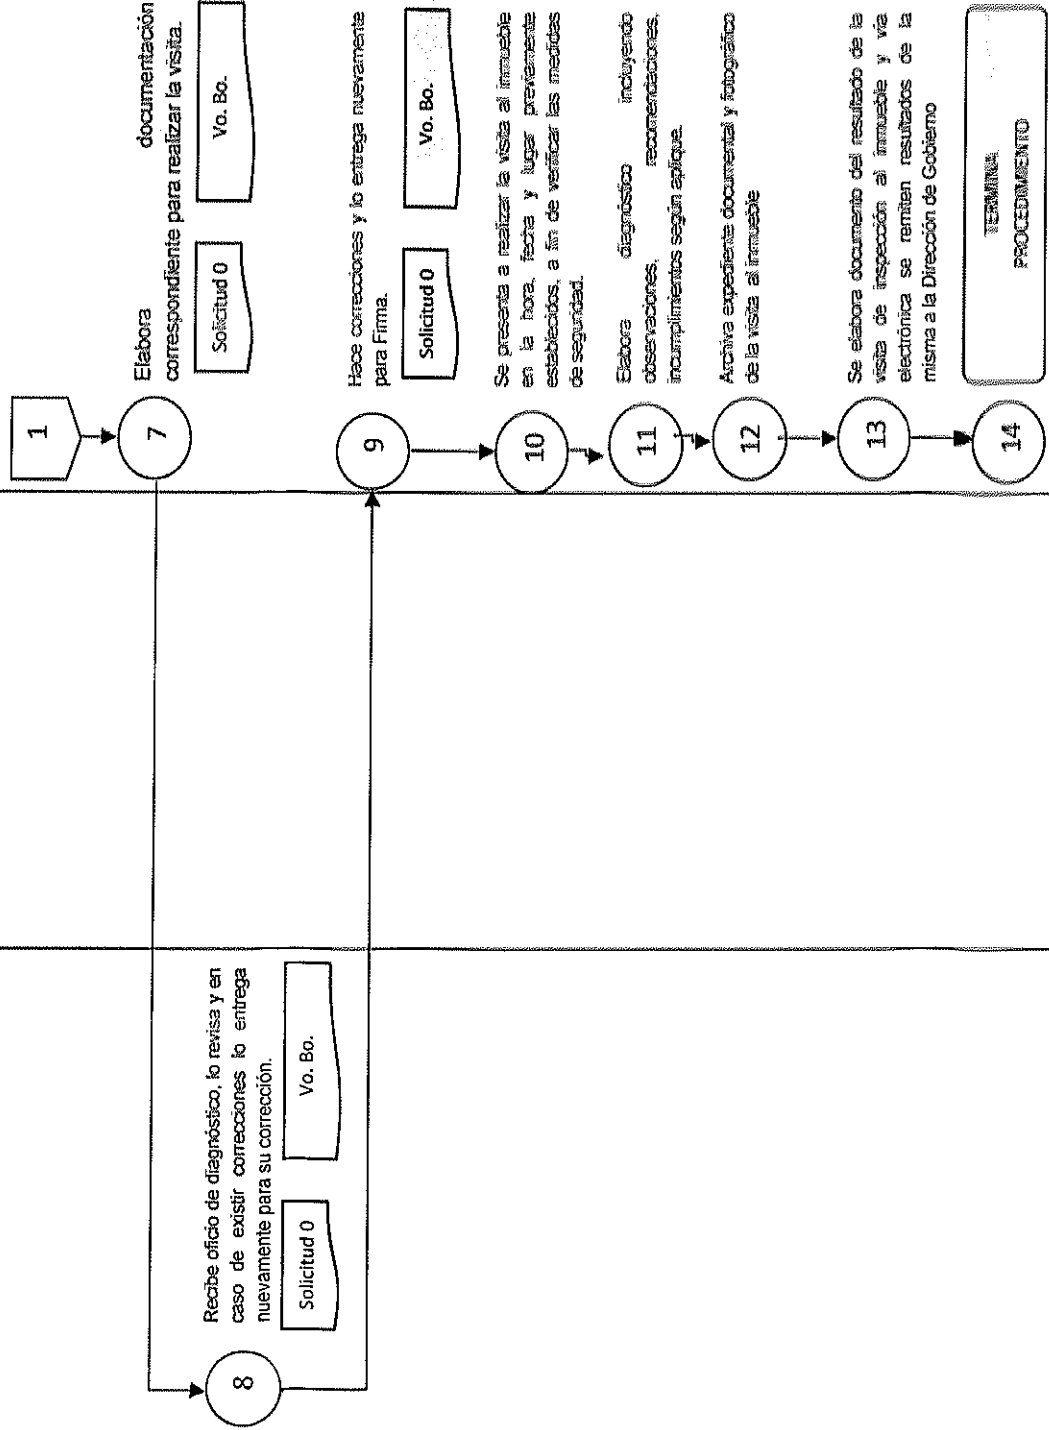 1
7
Elabora documentación
correspondiente para realizar la visita.
Solicitud 0
Vo. Bo.
8
Recibe oficio de diagnóstico, lo revisa y en
caso de existir correcciones lo entrega
nuevamente para su corrección.
Solicitud 0
Vo. Bo.
9
Hace correcciones y lo entrega nuevamente
para Firma.
Solicitud 0
Vo. Bo.
10
Se presenta a realizar la visita al inmueble
en la hora, fecha y lugar previamente
establecidos, a fin de verificar las medidas
de seguridad.
11
Elabora diagnóstico incluyendo
observaciones, recomendaciones,
incumplimientos según aplique.
12
Archiva expediente documental y fotográfico
de la visita al inmueble
13
Se elabora documento del resultado de la
visita de inspección al inmueble y vía
electrónica se remiten resultados de la
misma a la Dirección de Gobierno
14
TERMINA
PROCEDIMIENTO